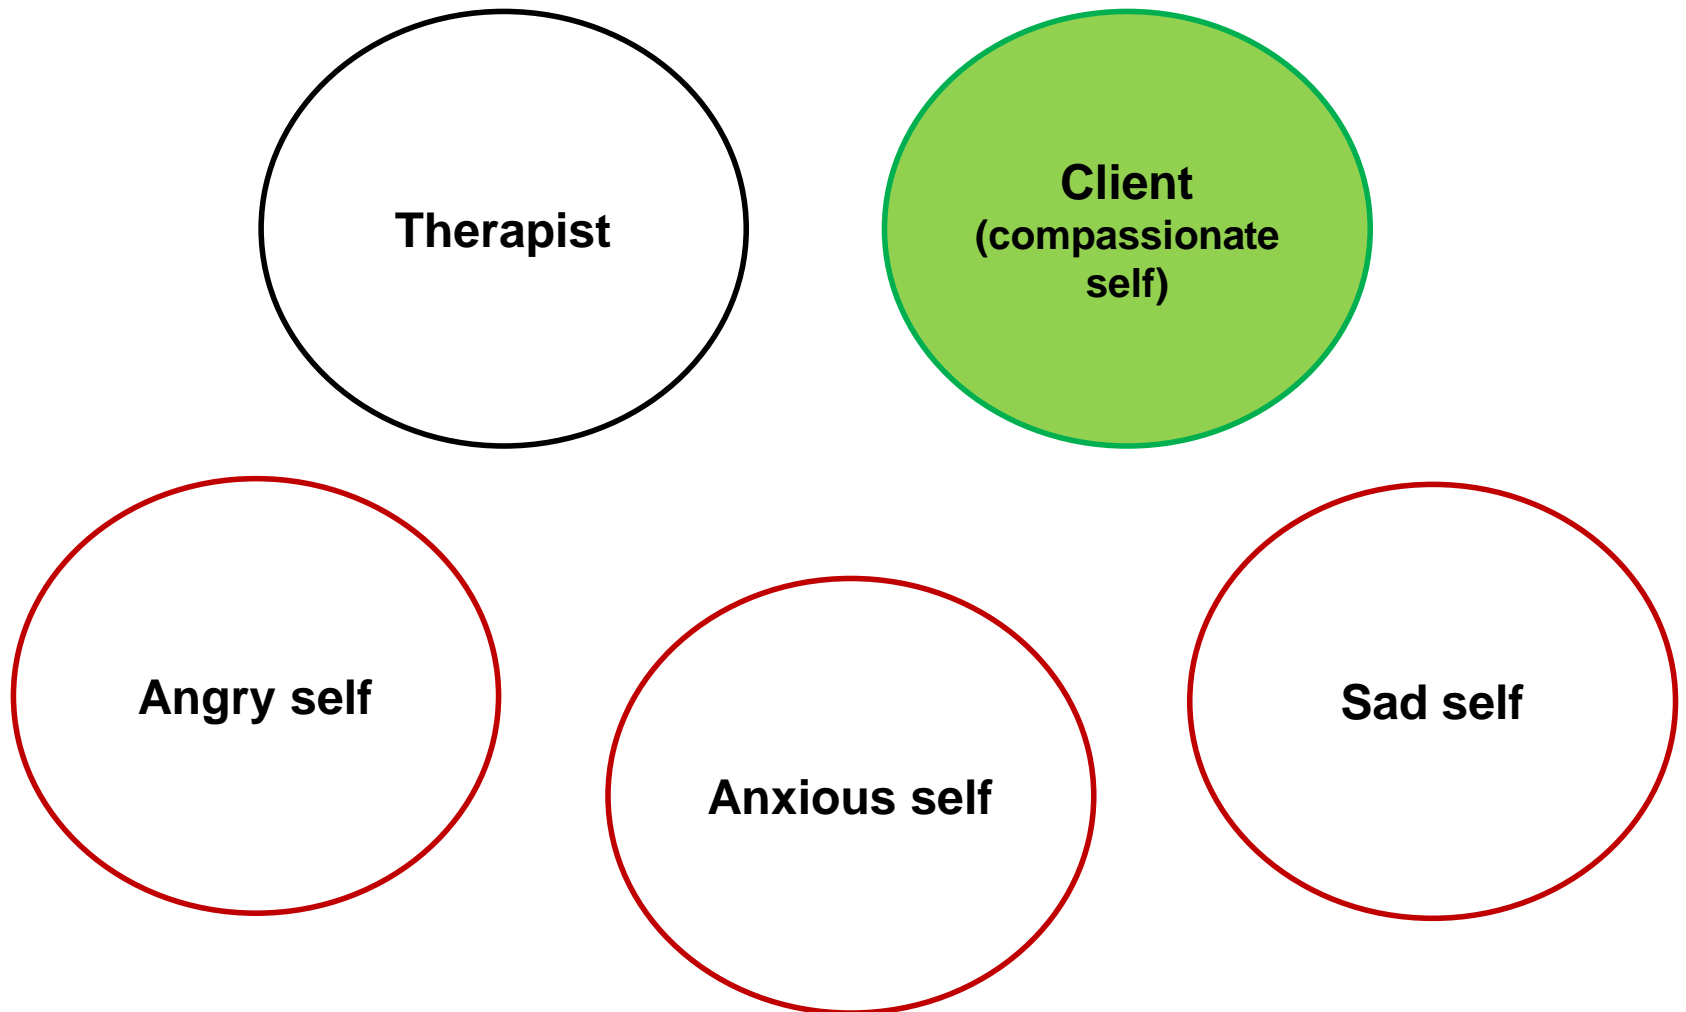 Therapist
Client
(compassionate
self)
Angry self
Anxious self
Sad self